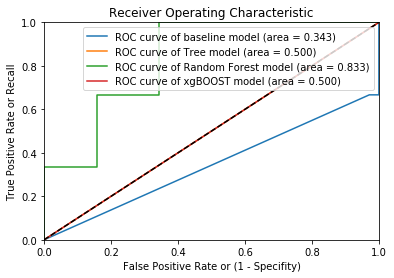 Receiver Operating Characteristic
1.0
ROC curve of baseline model (area = 0.343)
ROC curve of Tree model (area = 0.500)
0.8
ROC curve of Random Forest model (area = 0.833)
ROC curve of xgBOOST model (area = 0.500)
True Positive Rate or Recall
0.6
0.4
0.2
0.0
0.0 0.2 0.4 0.6 0.8 1.0
False Positive Rate or (1 - Specifity)